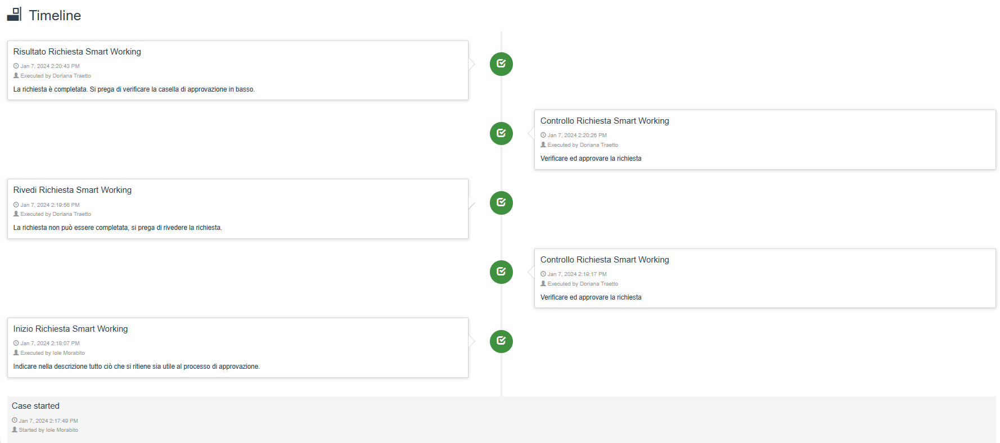 Timeline
Risultato Richiesta Smart Working
Jan 7, 2024 2:20:43 PM
Executed by Doriana Traetto
La richiesta è completata. Si prega di verificare la casella di approvazione in basso.
Controllo Richiesta Smart Working
Jan 7, 2024 2:20:26 PM
Executed by Doriana Traetto
Verificare ed approvare la richiesta
Rivedi Richiesta Smart Working
Jan 7, 2024 2:19:56 PM
Executed by Doriana Traetto
La richiesta non può essere completata, si prega di rivedere la richiesta.
Controllo Richiesta Smart Working
Jan 7, 2024 2:19:17 PM
Executed by Doriana Traetto
Verificare ed approvare la richiesta
Inizio Richiesta Smart Working
Jan 7, 2024 2:18:07 PM
Executed by Iole Morabito
Indicare nella descrizione tutto ciò che si ritiene sia utile al processo di approvazione.
Case started
Jan 7, 2024 2:17:49 PM
Started by Iole Morabito